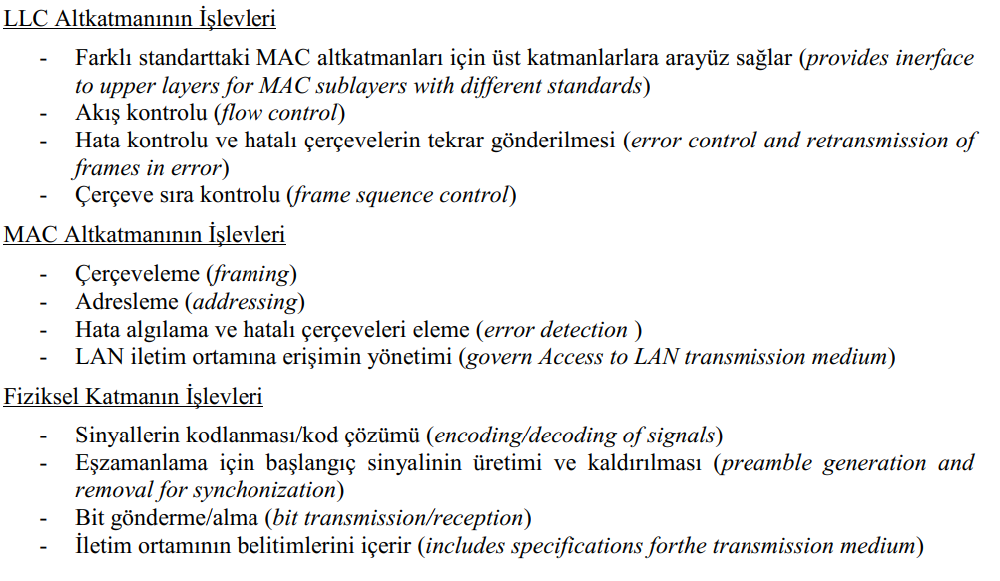 LLC Altkatmanının İşlevleri
- Farklı standarttaki MAC altkatmanları için üst katmanlarlara arayüz sağlar (provides inerface
to upper layers for MAC sublayers with different standards)
- Akış kontrolu (flow control)
- Hata kontrolu ve hatalı çerçevelerin tekrar gönderilmesi (error control and retransmission of
frames in error)
- Çerçeve sıra kontrolu (frame squence control)
MAC Altkatmanının İşlevleri
- Çerçeveleme (framing)
- Adresleme (addressing)
- Hata algılama ve hatalı çerçeveleri eleme (error detection )
- LAN iletim ortamına erişimin yönetimi (govern Access to LAN transmission medium)
Fiziksel Katmanın İşlevleri
- Sinyallerin kodlanması/kod çözümü (encoding/decoding of signals)
- Eşzamanlama için başlangıç sinyalinin üretimi ve kaldırılması (preamble generation and
removal for synchonization)
- Bit gönderme/alma (bit transmission/reception)
- İletim ortamının belitimlerini içerir (includes specifications forthe transmission medium)